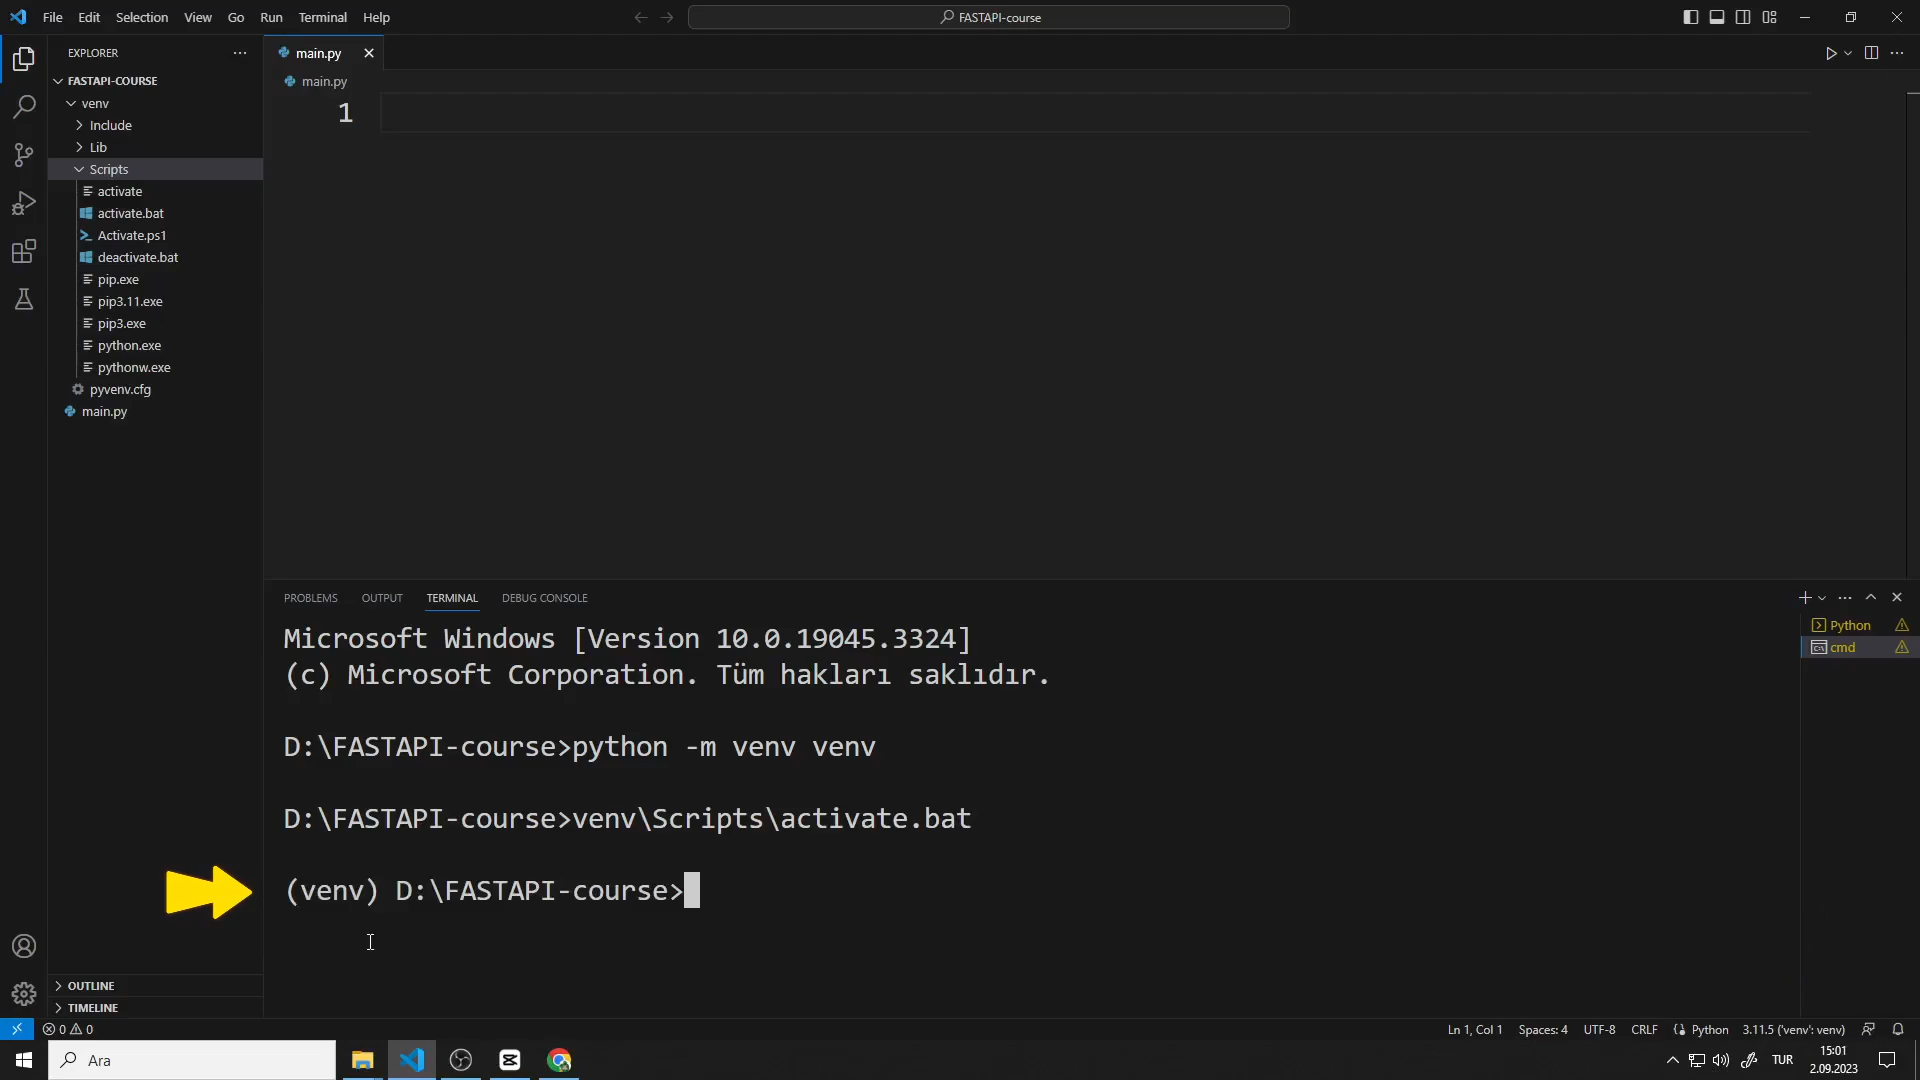 File Edit Selection View Go Run Terminal Help
FASTAPI-course
EXPLORER
FASTAPI-COURSE
venv
Include
Lib
Scripts
activate
activate.bat
Activate.ps1
deactivate.bat
pip.exe
pip3.11.exe
pip3.exe
python.exe
pythonw.exe
pyvenv.cfg
main.py
OUTLINE
TIMELINE
main.py
main.py
1
PROBLEMS OUTPUT TERMINAL DEBUG CONSOLE
Microsoft Windows [Version 10.0.19045.3324]
(c) Microsoft Corporation. Tüm hakları saklıdır.
D:\FASTAPI-course>python -m venv venv
D:\FASTAPI-course>venv\Scripts\activate.bat
(venv) D:\FASTAPI-course>
Python
cmd
0 0
Ln 1, Col 1 Spaces: 4 UTF-8 CRLF Python 3.11.5 ('venv': venv)
Ara
TUR
15:01
2.09.2023